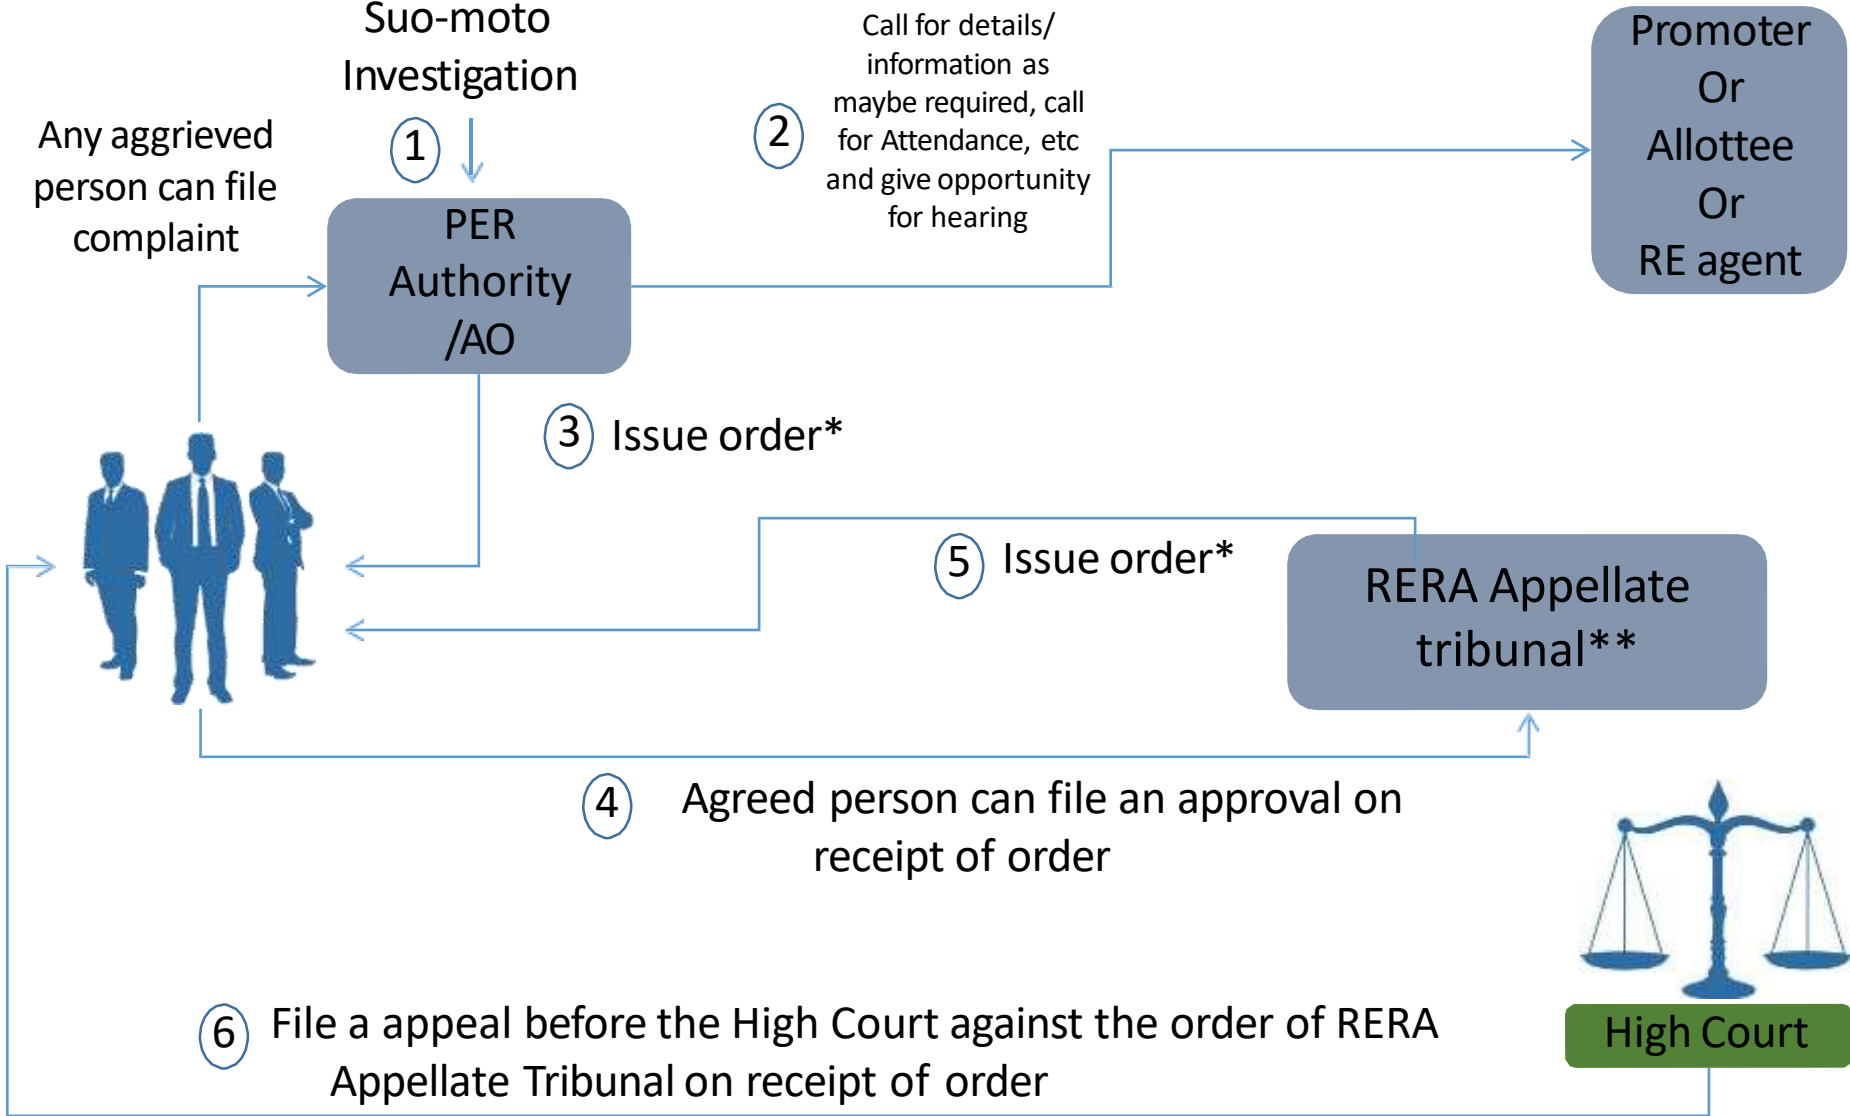 Suo-moto
Investigation
1
Any aggrieved
person can file
complaint
PER
Authority
/AO
2
Call for details/
information as
maybe required, call
for Attendance, etc
and give opportunity
for hearing
Promoter
Or
Allottee
Or
RE agent
3
Issue order*
5
Issue order*
RERA Appellate
tribunal**
4
Agreed person can file an approval on
receipt of order
6
File a appeal before the High Court against the order of RERA
Appellate Tribunal on receipt of order
High Court